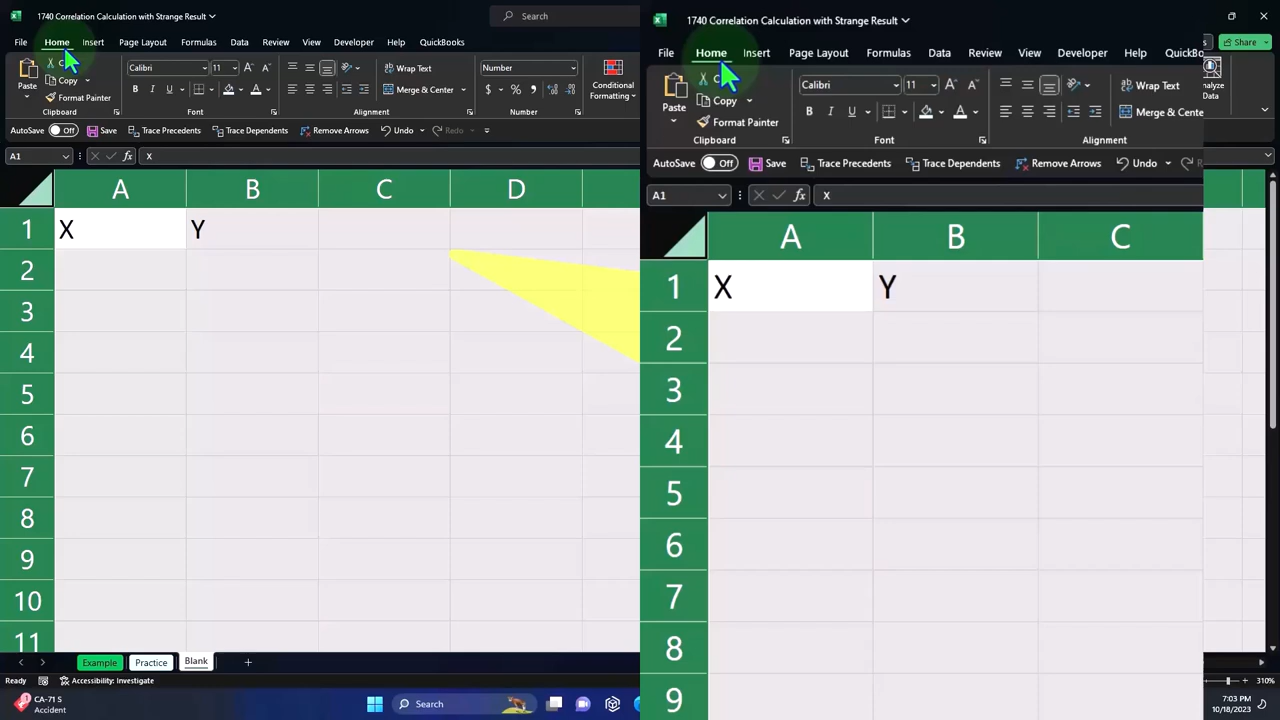 1740 Correlation Calculation with Strange Result
Search
File Home Insert Page Layout Formulas Data Review View Developer Help QuickBooks
Paste
Copy
Format Painter
Calibri 11
Wrap Text
Merge & Center
Number
Conditional
Formatting
Clipboard Font Alignment Number
AutoSave Off Save Trace Precedents Trace Dependents Remove Arrows Undo Redo
A1 fx X
A B C D
1 X Y
2
3
4
5
6
7
8
9
10
11
Example Practice Blank
Ready Accessibility: Investigate
CA-71 S
Accident
Search
1740 Correlation Calculation with Strange Result
File Home Insert Page Layout Formulas Data Review View Developer Help QuickBo
Share
Paste
Copy
Format Painter
Calibri 11
Wrap Text
Merge & Center
Clipboard Font Alignment
AutoSave Off Save Trace Precedents Trace Dependents Remove Arrows Undo
A1 fx X
A B C
1 X Y
2
3
4
5
6
7
8
9
310%
7:03 PM
10/18/2023